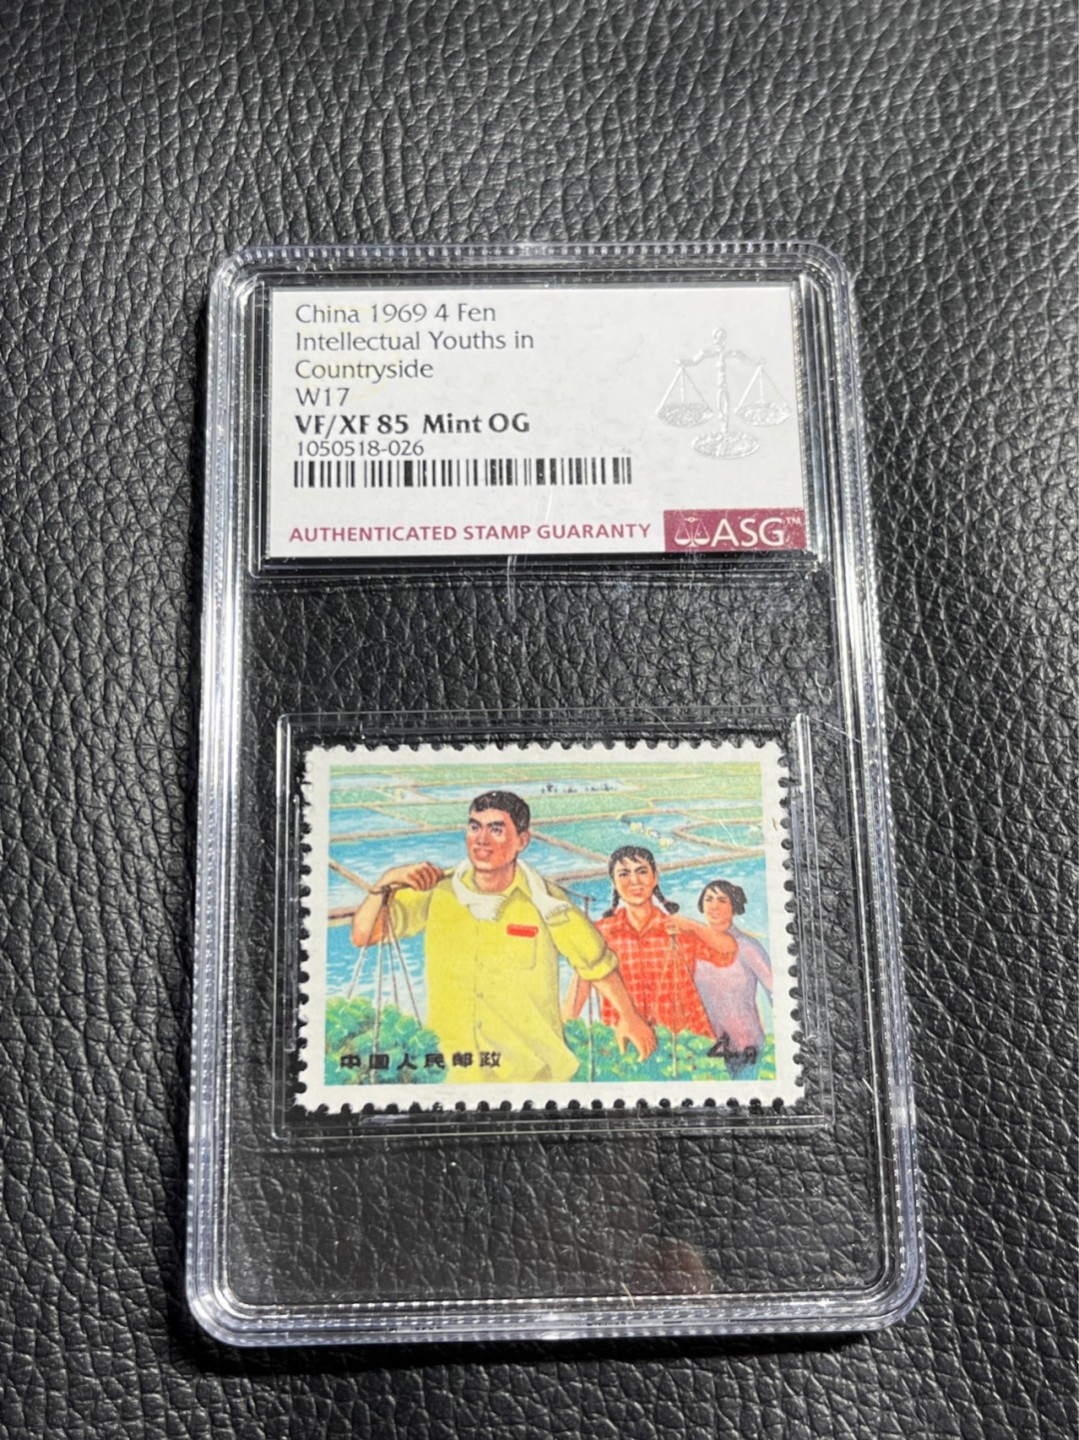 China 1969 4 Fen
Intellectual Youths in
Countryside
W17
VF/XF 85 Mint OG
1050518-026
AUTHENTICATED STAMP GUARANTY
ASG™
中国人民邮政
4分